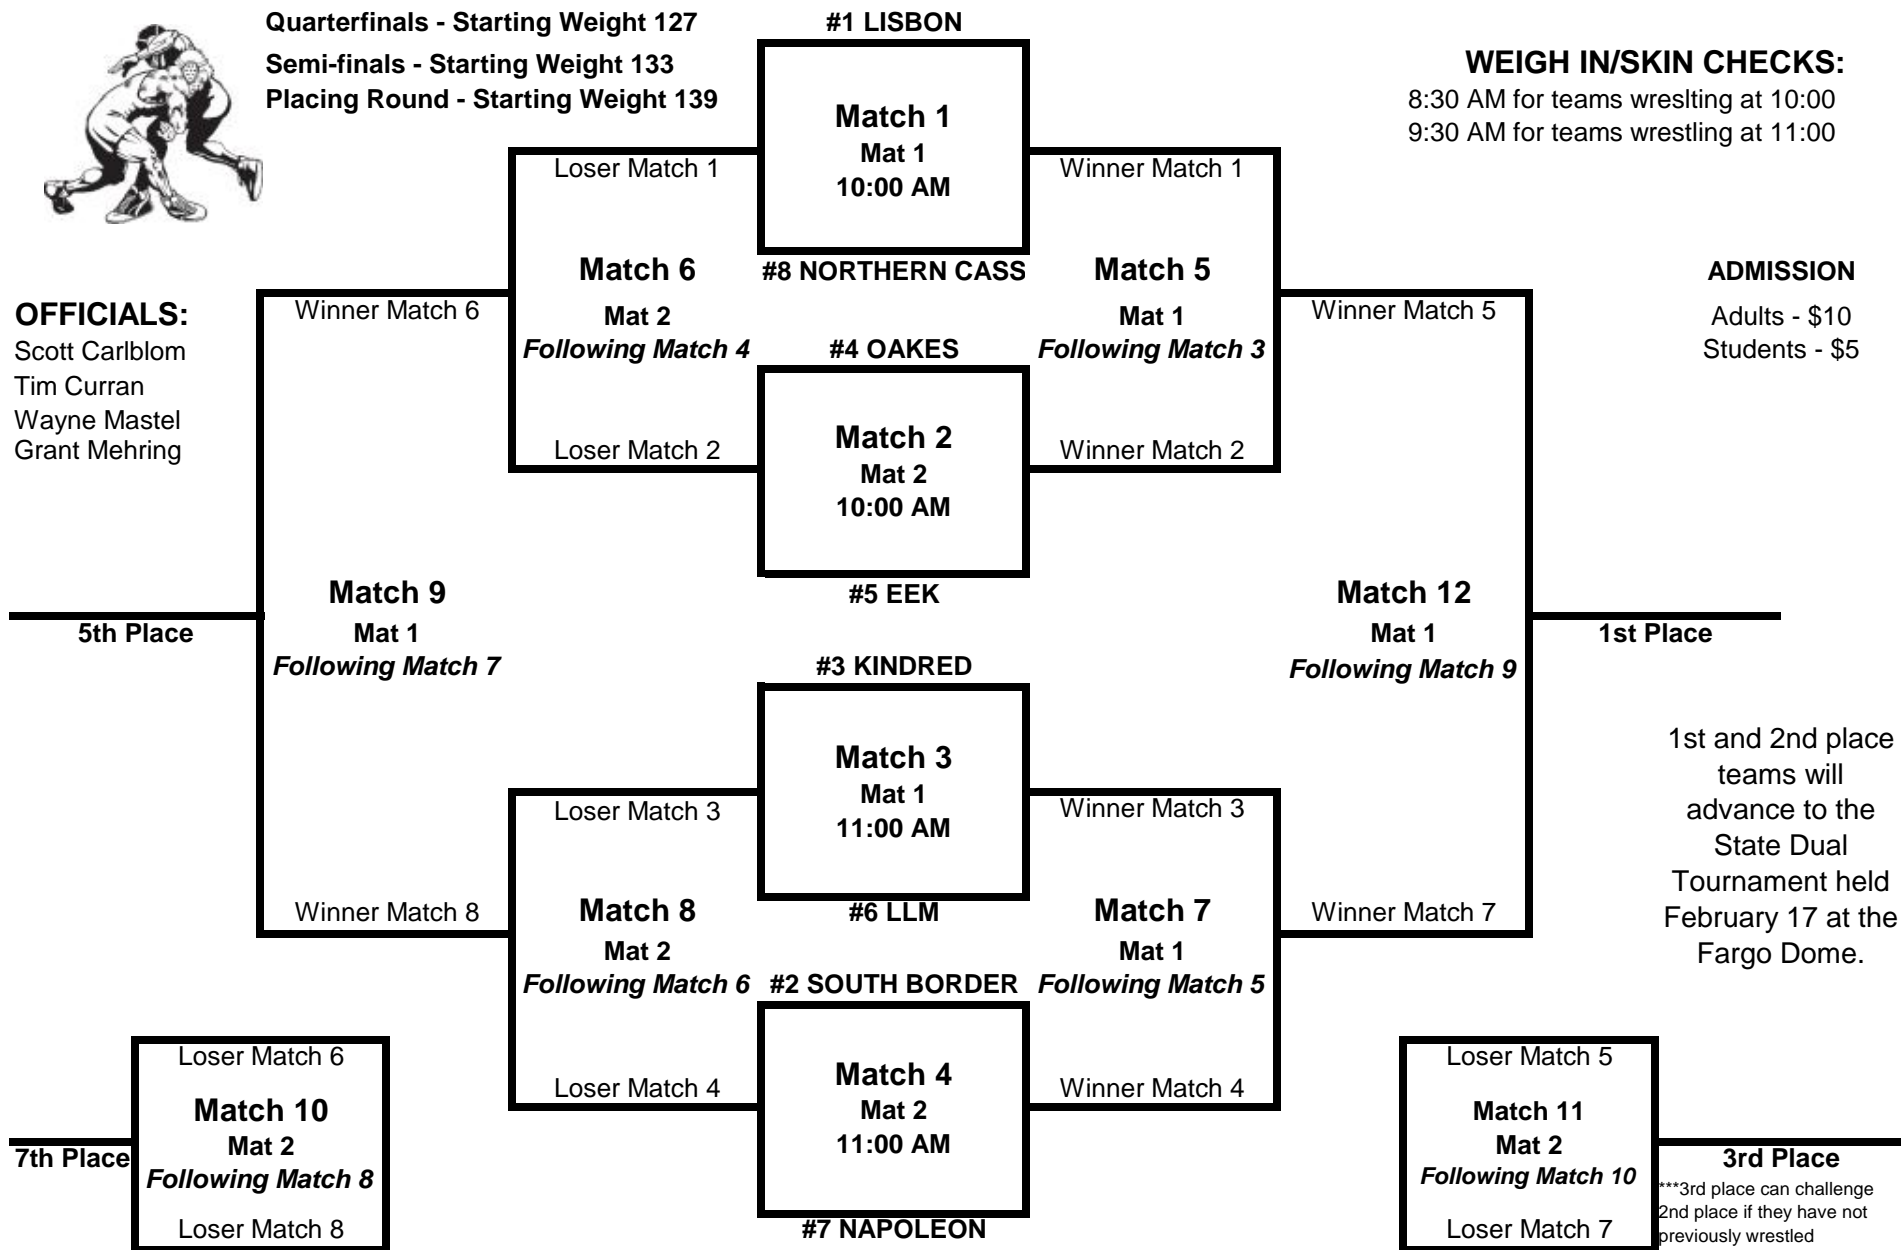 Quarterfinals - Starting Weight 127
Semi-finals - Starting Weight 133
Placing Round - Starting Weight 139
#1 LISBON
Match 1
Mat 1
10:00 AM
#8 NORTHERN CASS
WEIGH IN/SKIN CHECKS:
8:30 AM for teams wreslting at 10:00
9:30 AM for teams wrestling at 11:00
Loser Match 1
Winner Match 1
Match 6
Mat 2
Following Match 4
Match 5
Mat 1
Following Match 3
ADMISSION
Adults - $10
Students - $5
OFFICIALS:
Scott Carlblom
Tim Curran
Wayne Mastel
Grant Mehring
Winner Match 6
Winner Match 5
#4 OAKES
Match 2
Mat 2
10:00 AM
#5 EEK
Loser Match 2
Winner Match 2
Match 9
Mat 1
Following Match 7
5th Place
Match 12
Mat 1
Following Match 9
1st Place
#3 KINDRED
Match 3
Mat 1
11:00 AM
#6 LLM
Loser Match 3
Winner Match 3
1st and 2nd place
teams will
advance to the
State Dual
Tournament held
February 17 at the
Fargo Dome.
Winner Match 8
Match 8
Mat 2
Following Match 6
Match 7
Mat 1
Following Match 5
Winner Match 7
#2 SOUTH BORDER
Match 4
Mat 2
11:00 AM
#7 NAPOLEON
Loser Match 4
Winner Match 4
Loser Match 6
Match 10
Mat 2
Following Match 8
Loser Match 8
7th Place
Loser Match 5
Match 11
Mat 2
Following Match 10
Loser Match 7
3rd Place
***3rd place can challenge
2nd place if they have not
previously wrestled